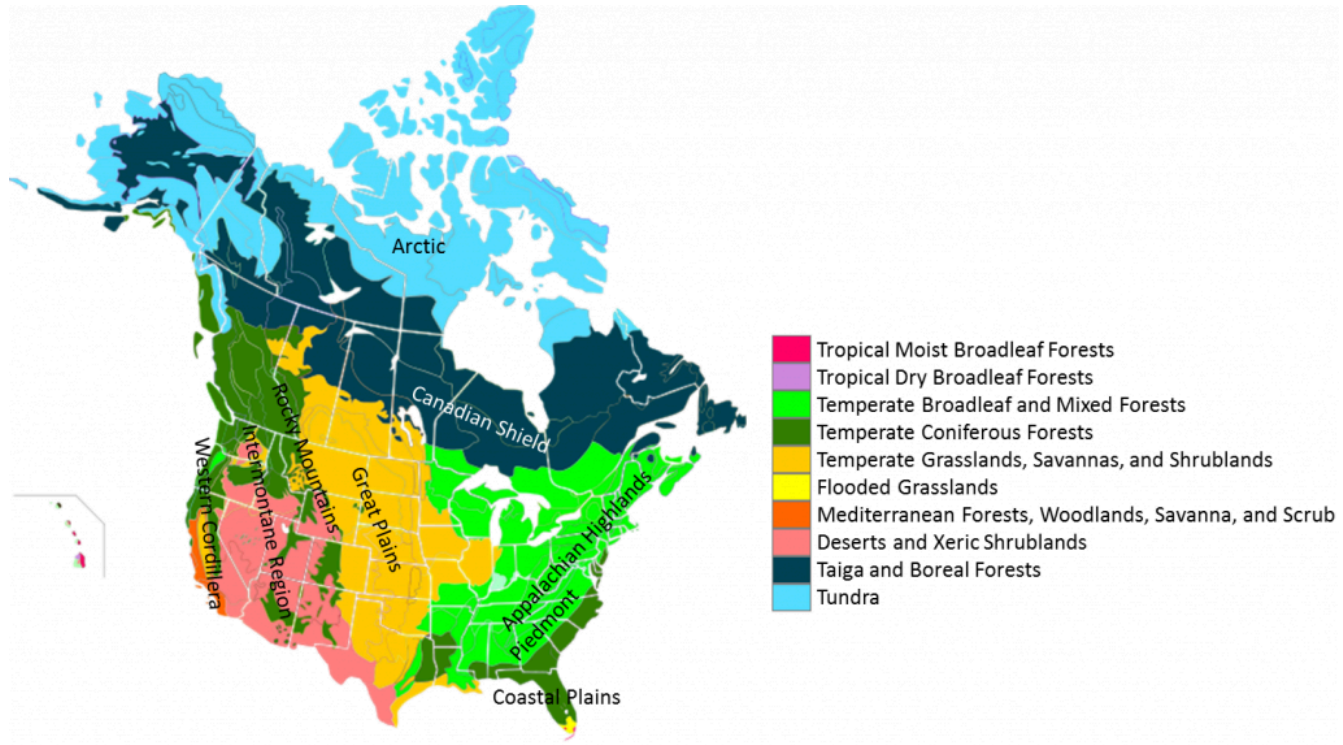 Arctic
Canadian Shield
Rocky Mountains
Western Cordillera
Intermontane Region
Great Plains
Appalachian Highlands
Piedmont
Coastal Plains
Tropical Moist Broadleaf Forests
Tropical Dry Broadleaf Forests
Temperate Broadleaf and Mixed Forests
Temperate Coniferous Forests
Temperate Grasslands, Savannas, and Shrublands
Flooded Grasslands
Mediterranean Forests, Woodlands, Savanna, and Scrub
Deserts and Xeric Shrublands
Taiga and Boreal Forests
Tundra